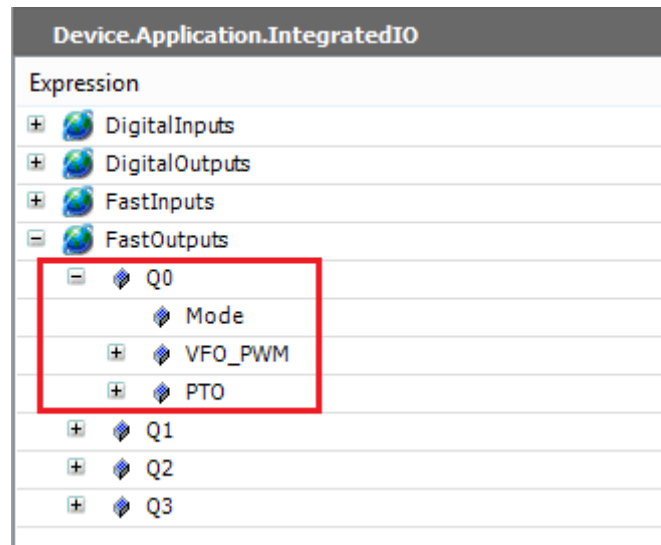 Device.Application.IntegratedIO
Expression
DigitalInputs
DigitalOutputs
FastInputs
FastOutputs
Q0
Mode
VFO_PWM
PTO
Q1
Q2
Q3